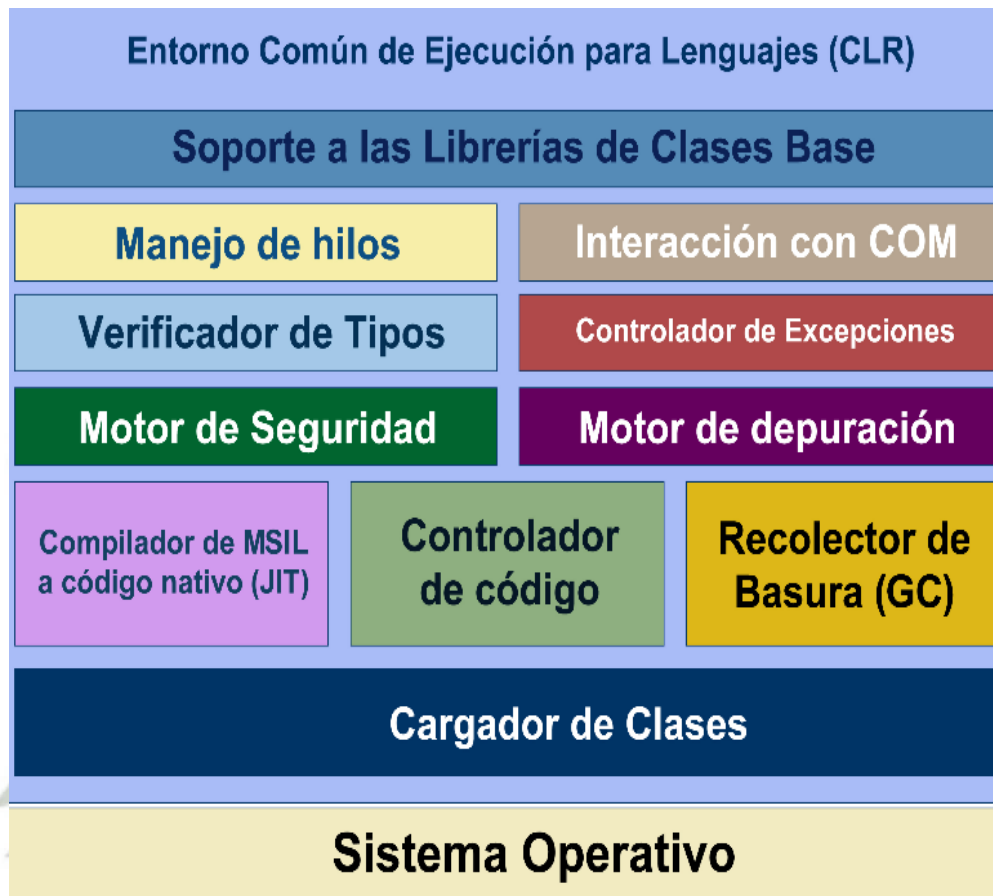 Entorno Común de Ejecución para Lenguajes (CLR)
Soporte a las Librerías de Clases Base
Manejo de hilos
Interacción con COM
Verificador de Tipos
Controlador de Excepciones
Motor de Seguridad
Motor de depuración
Compilador de MSIL
a código nativo (JIT)
Controlador
de código
Recolector de
Basura (GC)
Cargador de Clases
Sistema Operativo